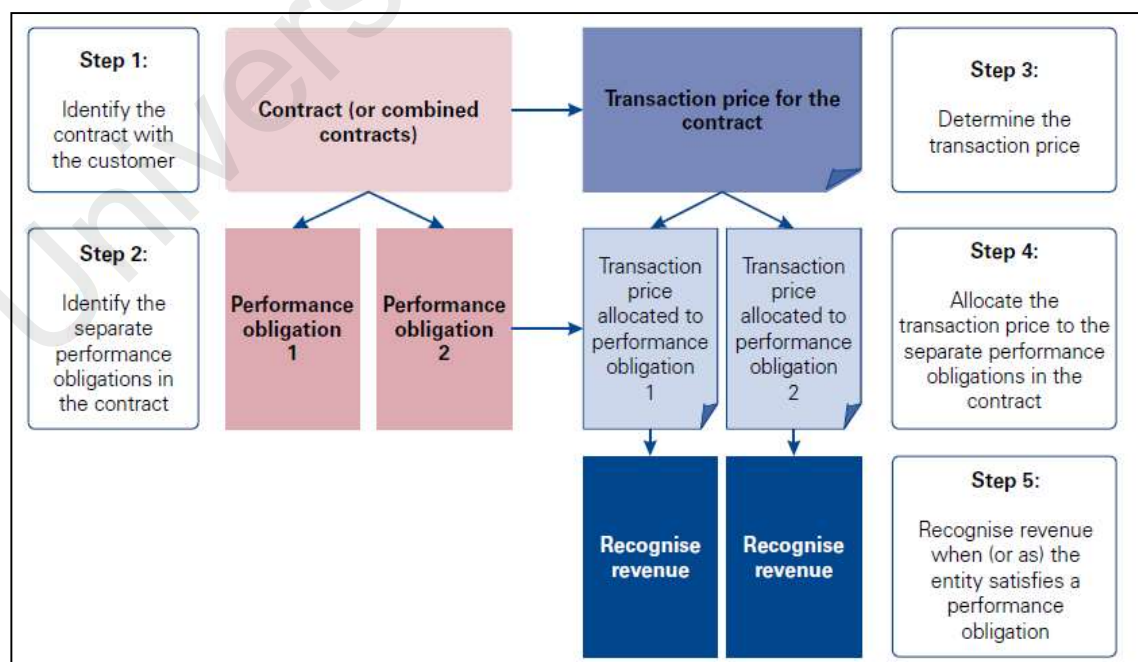 Step 1:
Identify the
contract with
the customer
Contract (or combined
contracts)
Transaction price for the
contract
Step 3:
Determine the
transaction price
Step 2:
Identify the
separate
performance
obligations in
the contract
Performance
obligation
1
Performance
obligation
2
Transaction
price
allocated to
performance
obligation
1
Transaction
price
allocated to
performance
obligation
2
Step 4:
Allocate the
transaction price to the
separate performance
obligations in the
contract
Recognise
revenue
Recognise
revenue
Step 5:
Recognise revenue
when (or as) the
entity satisfies a
performance
obligation
Univers